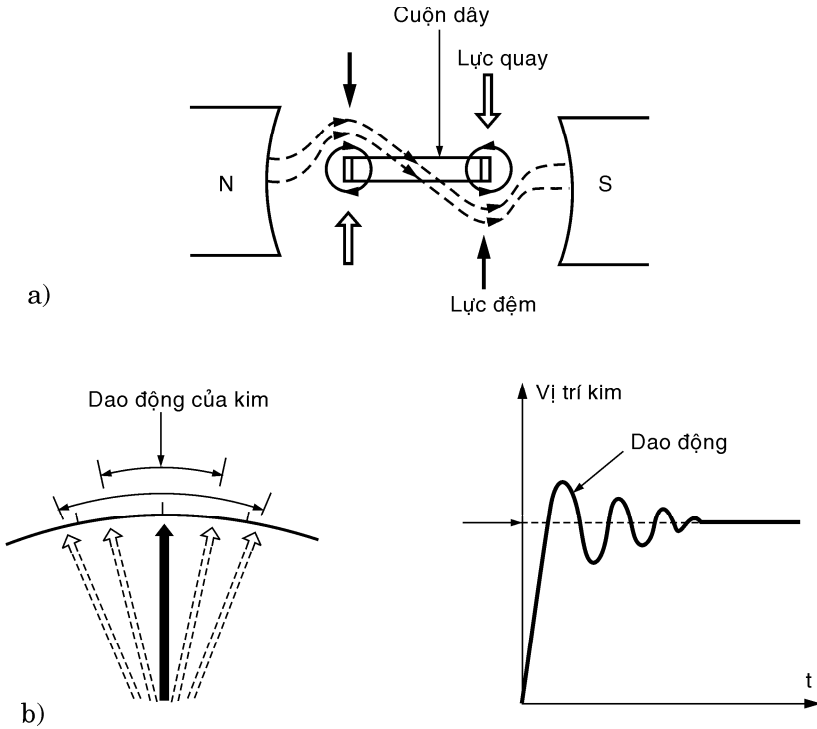 Cuộn dây
Lực quay
N
S
a)
Lực đệm
Dao động của kim
Vị trí kim
Dao động
t
b)